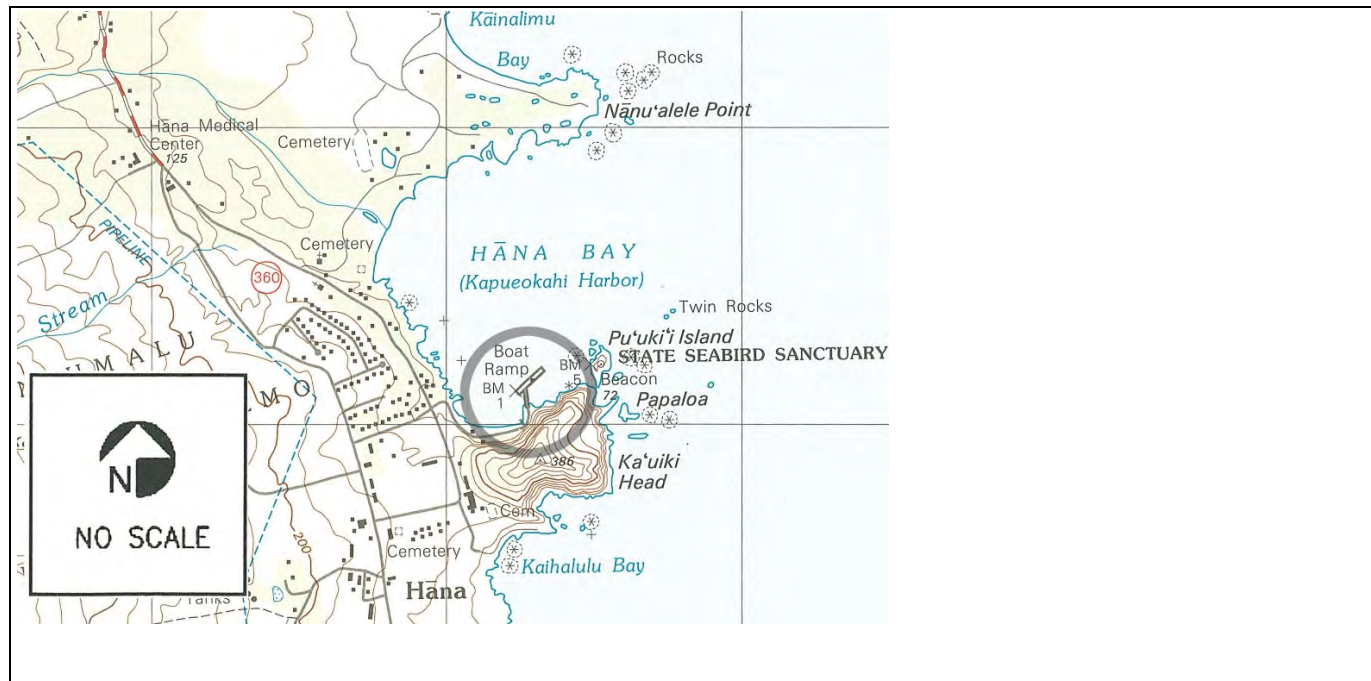 Kāinalimu
Bay
Rocks
Nānuʻalele Point
Hāna Medical
Center
125
Cemetery
PIPELINE
Cemetery
HĀNA BAY
(Kapueokahi Harbor)
360
Stream
Twin Rocks
Puʻukiʻi Island
STATE SEABIRD SANCTUARY
Boat
Ramp
BM
5
Beacon
72
BM
1
Papaloa
UMALU
MO
386
Kaʻuiki
Head
N
NO SCALE
Cem
200
Cemetery
Kaihalulu Bay
Hāna